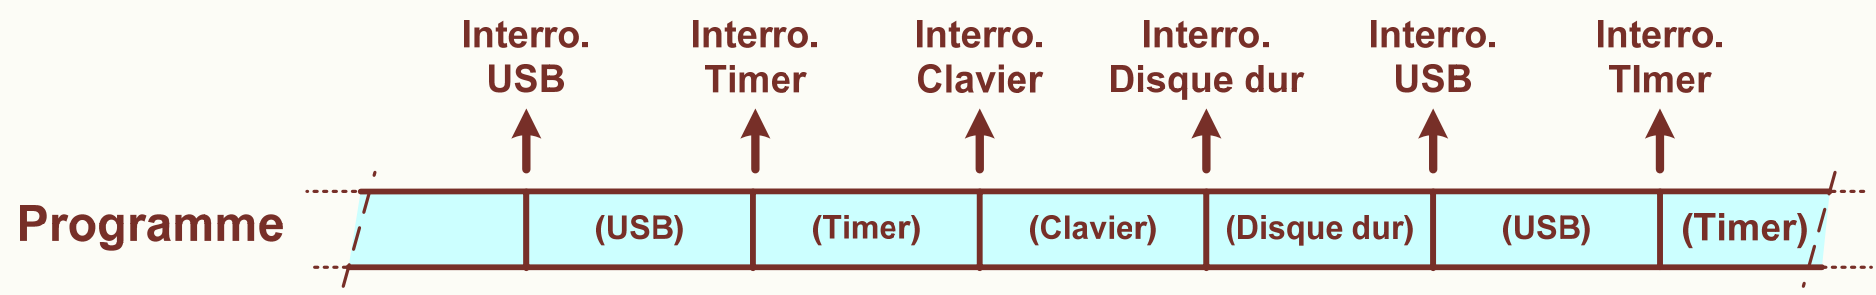 Interro.
USB
Interro.
Timer
Interro.
Clavier
Interro.
Disque dur
Interro.
USB
Interro.
TImer
Programme
(USB)
(Timer)
(Clavier)
(Disque dur)
(USB)
(Timer)